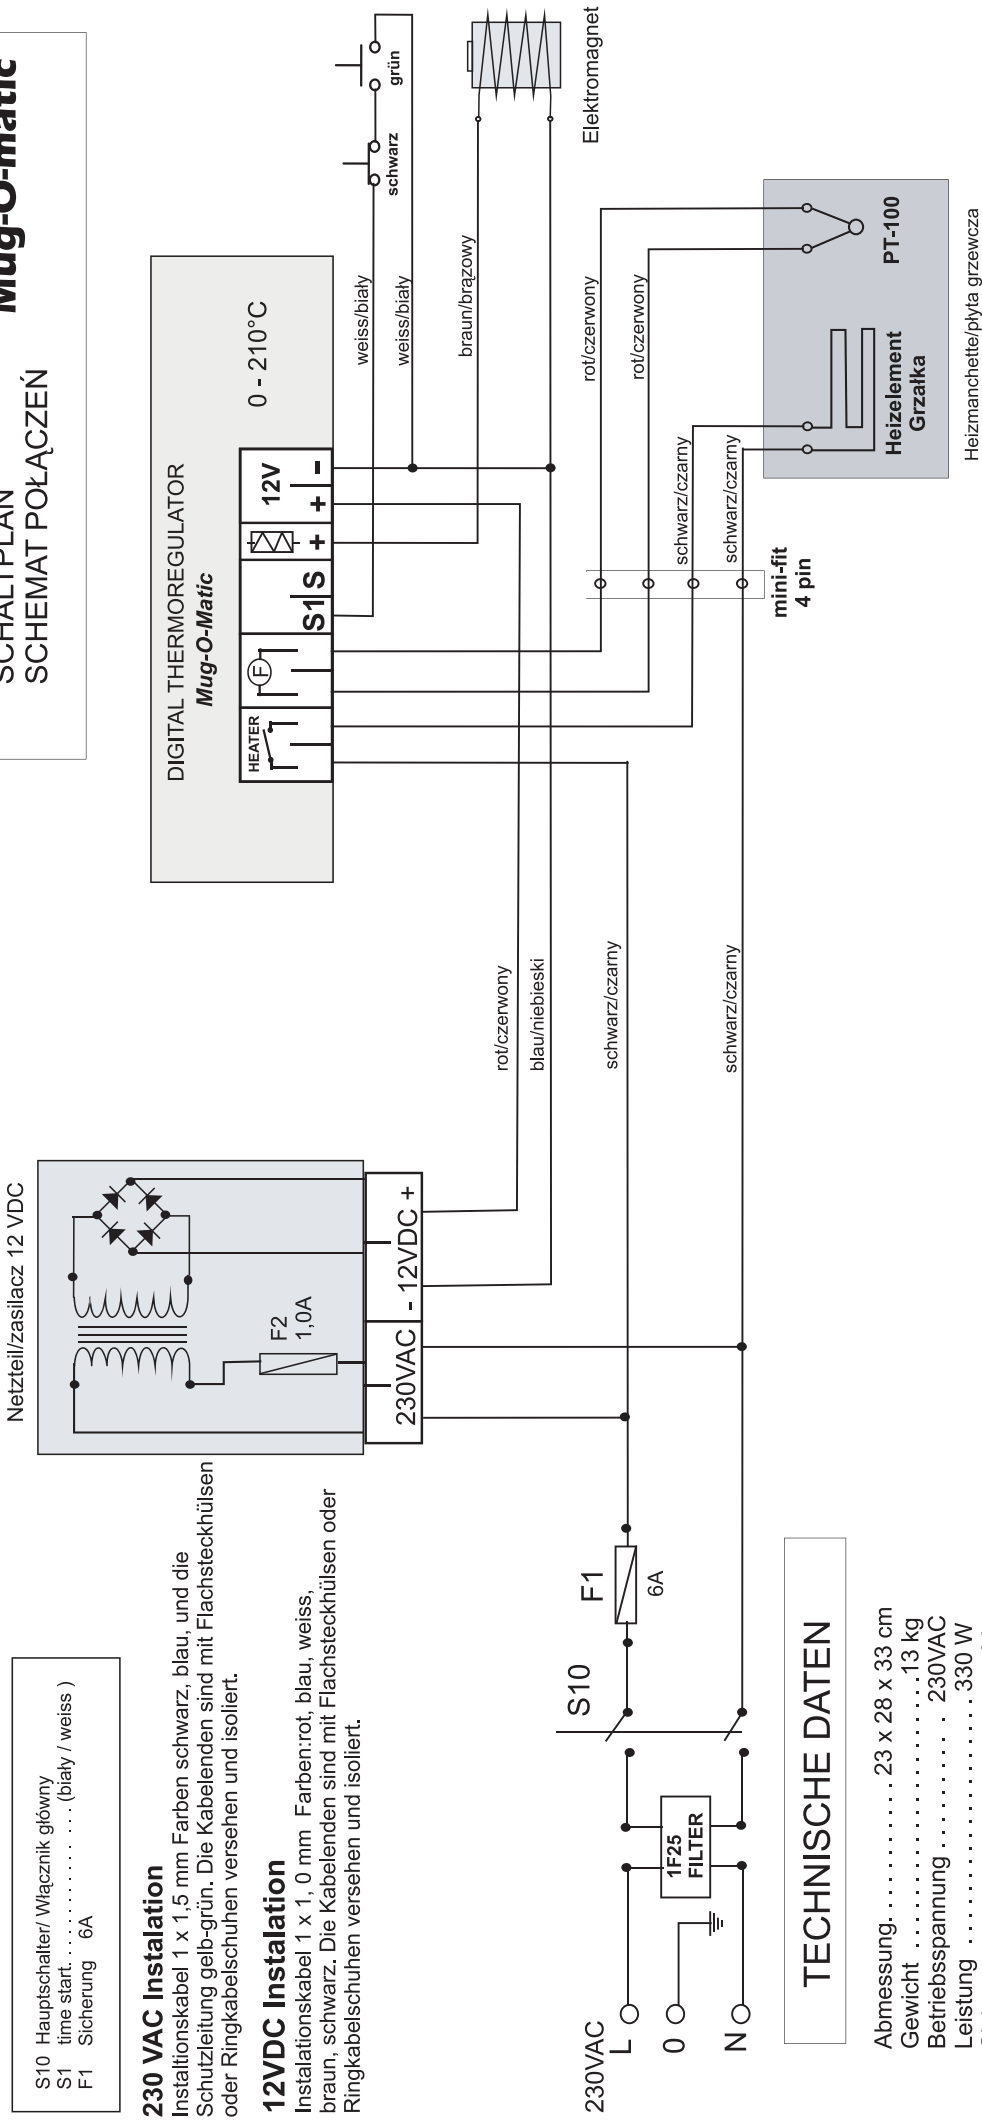 SCHALTPLAN
SCHEMAT POŁĄCZEŃ
Mug-O-matic
S10 Hauptschalter/ Włącznik główny
S1 time start. . . . . . . . . . . . . (biały / weiss )
F1 Sicherung 6A
230 VAC Instalation
Installtionskabel 1 x 1,5 mm Farben schwarz, blau, und die
Schutzleitung gelb-grün. Die Kabelenden sind mit Flachsteckhülsen
oder Ringkabelschuhen versehen und isoliert.
12VDC Instalation
Instalationskabel 1 x 1, 0 mm Farben:rot, blau, weiss,
braun, schwarz. Die Kabelenden sind mit Flachsteckhülsen oder
Ringkabelschuhen versehen und isoliert.
Netzteil/zasilacz 12 VDC
F2
1,0A
230VAC
- 12VDC +
DIGITAL THERMOREGULATOR
Mug-O-Matic
0 - 210°C
HEATER
F
S1
S
+
12V
+
-
weiss/biały
weiss/biały
schwarz
grün
braun/brązowy
Elektromagnet
rot/czerwony
blau/niebieski
rot/czerwony
rot/czerwony
schwarz/czarny
schwarz/czarny
schwarz/czarny
schwarz/czarny
mini-fit
4 pin
Heizelement
Grzałka
PT-100
Heizmanchette/płyta grzewcza
230VAC
L
0
N
1F25
FILTER
S10
F1
6A
TECHNISCHE DATEN
Abmessung. . . . . . . . . . . 23 x 28 x 33 cm
Gewicht . . . . . . . . . . . . . . . . . . .13 kg
Betriebsspannung . . . . . . . . 230VAC
Leistung . . . . . . . . . . . . . . . . . 330 W